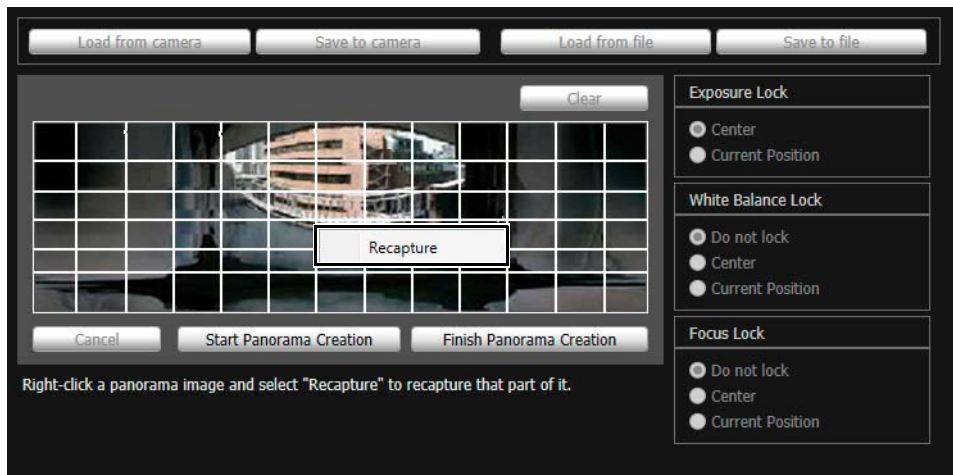 Load from camera
Save to camera
Load from file
Save to file
Clear
Recapture
Cancel
Start Panorama Creation
Finish Panorama Creation
Right-click a panorama image and select "Recapture" to recapture that part of it.
Exposure Lock
Center
Current Position
White Balance Lock
Do not lock
Center
Current Position
Focus Lock
Do not lock
Center
Current Position